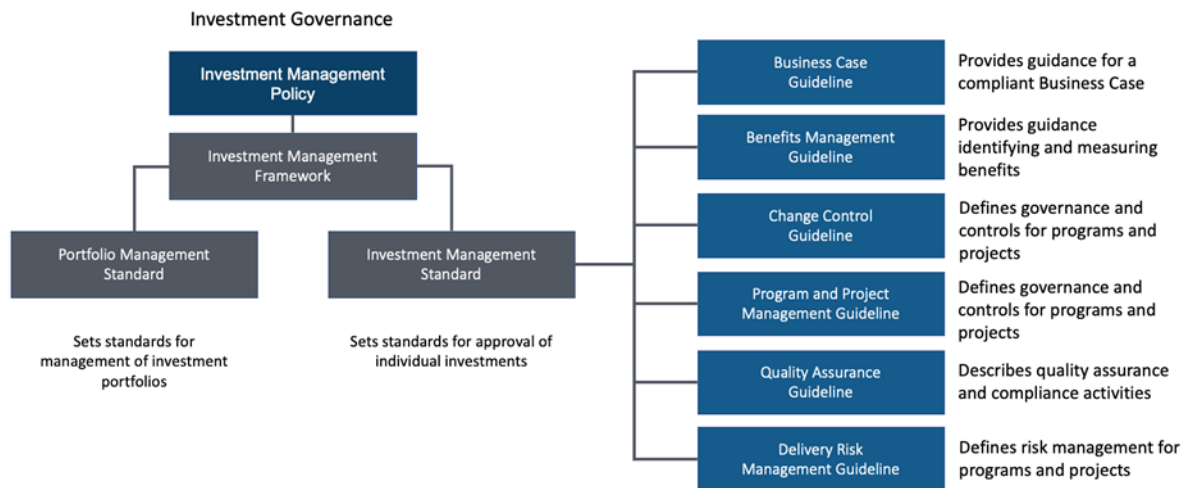 Investment Governance
Investment Management
Policy
Investment Management
Framework
Portfolio Management
Standard
Sets standards for
management of investment
portfolios
Investment Management
Standard
Sets standards for approval of
individual investments
Business Case
Guideline
Provides guidance for a
compliant Business Case
Benefits Management
Guideline
Provides guidance
identifying and measuring
benefits
Change Control
Guideline
Defines governance and
controls for programs and
projects
Program and Project
Management Guideline
Defines governance and
controls for programs and
projects
Quality Assurance
Guideline
Describes quality assurance
and compliance activities
Delivery Risk
Management Guideline
Defines risk management for
programs and projects